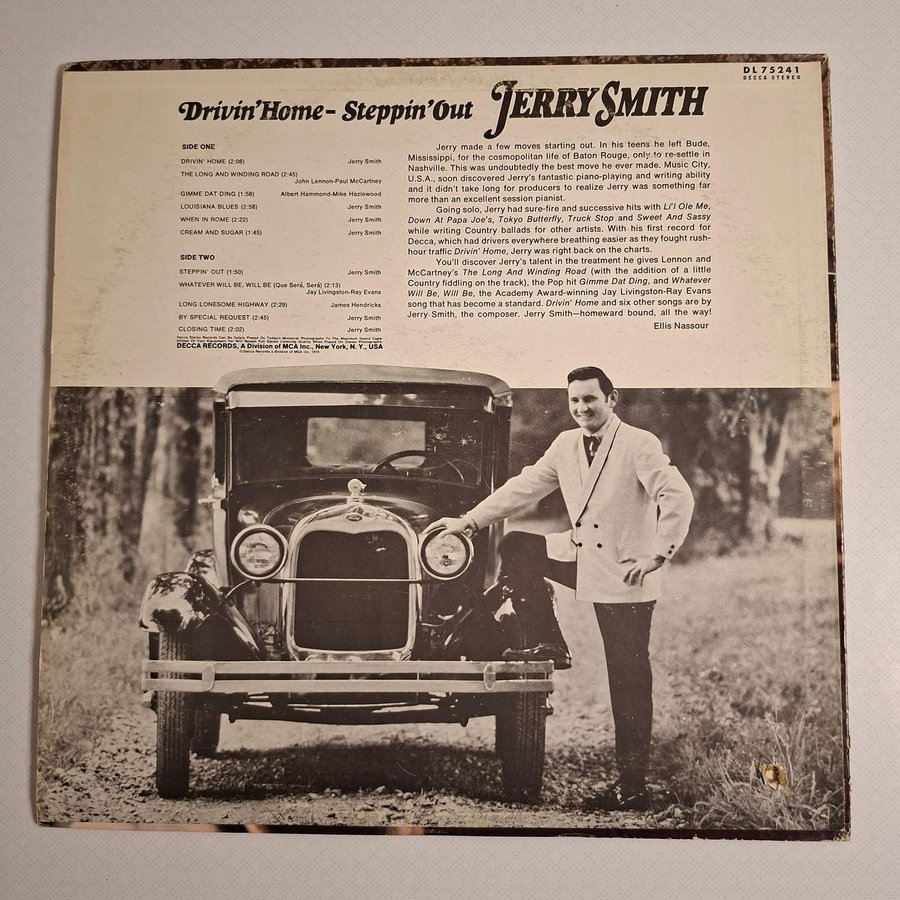 DL 75241
DECCA STEREO
Drivin' Home - Steppin' Out JERRY SMITH
SIDE ONE
DRIVIN' HOME (2:08) Jerry Smith
THE LONG AND WINDING ROAD (2:45)
John Lennon-Paul McCartney
GIMME DAT DING (1:58) Albert Hammond-Mike Hazlewood
LOUISIANA BLUES (2:58) Jerry Smith
WHEN IN ROME (2:22) Jerry Smith
CREAM AND SUGAR (1:45) Jerry Smith
SIDE TWO
STEPPIN' OUT (1:50) Jerry Smith
WHATEVER WILL BE, WILL BE (Que Será, Será) (2:13)
Jay Livingston-Ray Evans
LONG LONESOME HIGHWAY (2:29) James Hendricks
BY SPECIAL REQUEST (2:45) Jerry Smith
CLOSING TIME (2:02) Jerry Smith
DECCA RECORDS, A Division of MCA Inc., New York, N. Y., USA
Jerry made a few moves starting out. In his teens he left Bude,
Mississippi, for the cosmopolitan life of Baton Rouge, only to re-settle in
Nashville. This was undoubtedly the best move he ever made. Music City,
U.S.A., soon discovered Jerry's fantastic piano-playing and writing ability
and it didn't take long for producers to realize Jerry was something far
more than an excellent session pianist.
Going solo, Jerry had sure-fire and successive hits with Li'l Ole Me,
Down At Papa Joe's, Tokyo Butterfly, Truck Stop and Sweet And Sassy
while writing Country ballads for other artists. With his first record for
Decca, which had drivers everywhere breathing easier as they fought rush-
hour traffic Drivin' Home, Jerry was right back on the charts.
You'll discover Jerry's talent in the treatment he gives Lennon and
McCartney's The Long And Winding Road (with the addition of a little
Country fiddling on the track), the Pop hit Gimme Dat Ding, and Whatever
Will Be, Will Be, the Academy Award-winning Jay Livingston-Ray Evans
song that has become a standard. Drivin' Home and six other songs are by
Jerry Smith, the composer. Jerry Smith—homeward bound, all the way!
Ellis Nassour